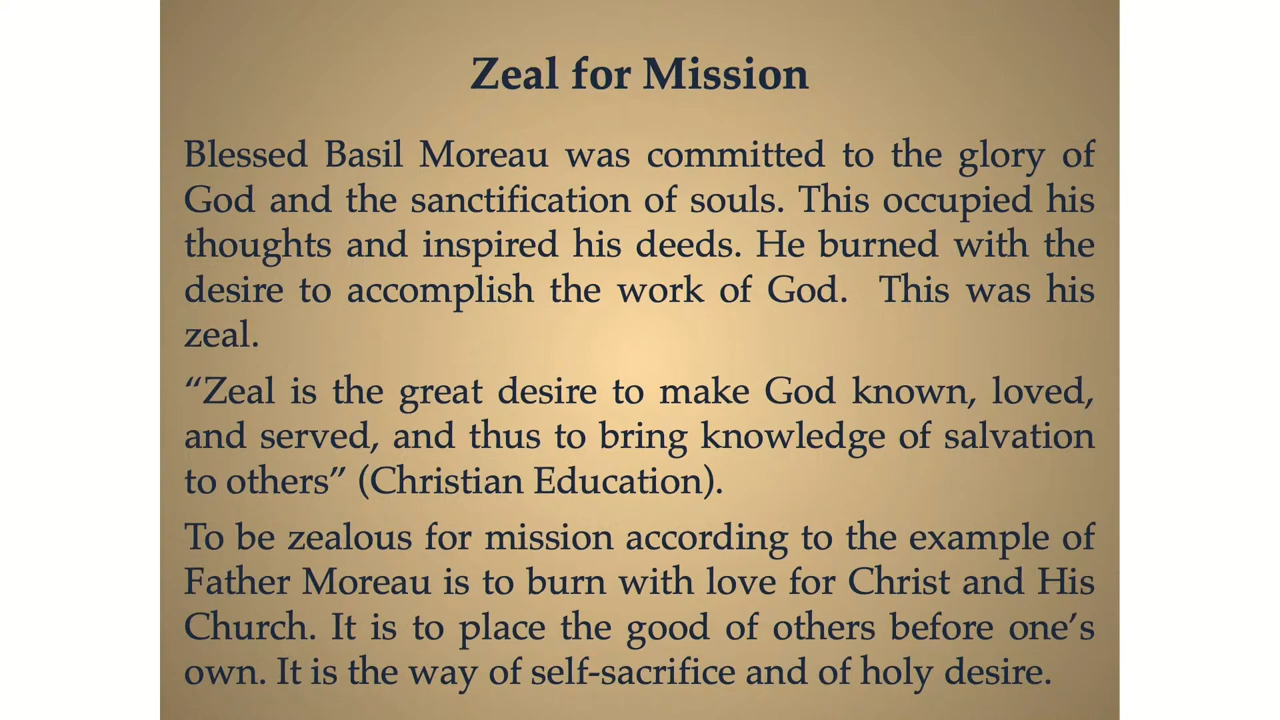 Zeal for Mission
Blessed Basil Moreau was committed to the glory of
God and the sanctification of souls. This occupied his
thoughts and inspired his deeds. He burned with the
desire to accomplish the work of God.  This was his
zeal.
“Zeal is the great desire to make God known, loved,
and served, and thus to bring knowledge of salvation
to others” (Christian Education).
To be zealous for mission according to the example of
Father Moreau is to burn with love for Christ and His
Church. It is to place the good of others before one’s
own. It is the way of self-sacrifice and of holy desire.